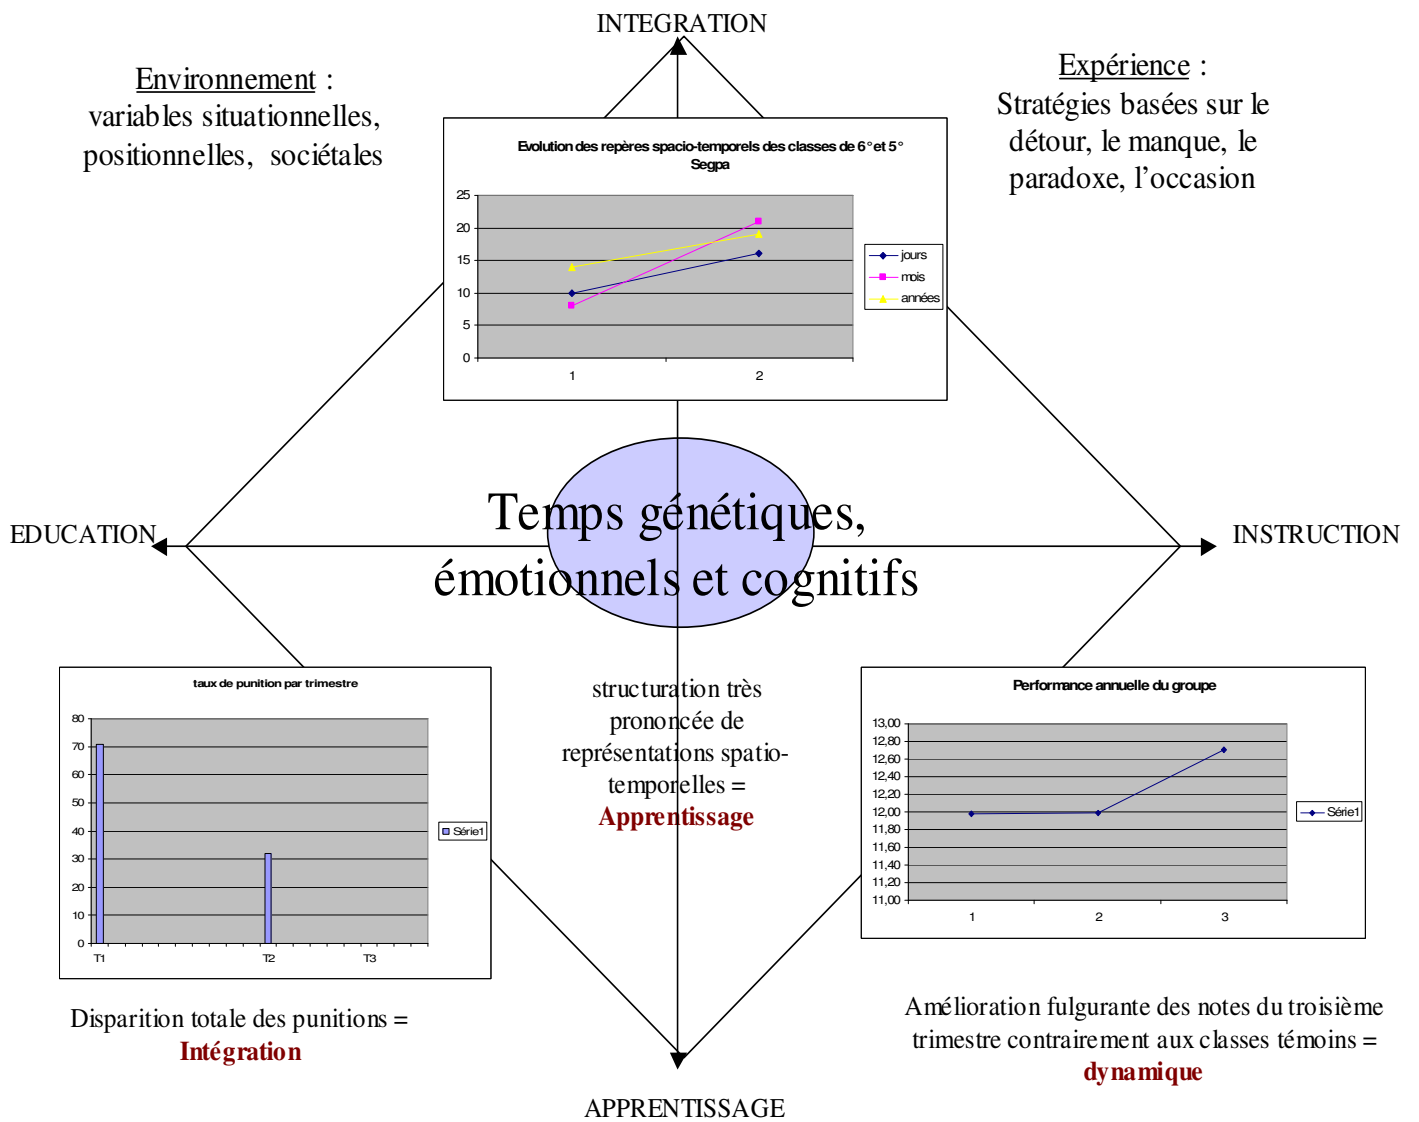 INTEGRATION
Environnement :
variables situationnelles,
positionnelles, sociétales
Expérience :
Stratégies basées sur le
détour, le manque, le
paradoxe, l'occasion
Evolution des repères spacio-temporels des classes de 6° et 5°
Segpa
25
20
15
10
5
0
1
2
jours
mois
années
EDUCATION
Temps génétiques,
émotionnels et cognitifs
INSTRUCTION
taux de punition par trimestre
80
70
60
50
40
30
20
10
0
T1
T2
T3
Série1
structuration très
prononcée de
représentations spatio-
temporelles =
Apprentissage
Performance annuelle du groupe
13,00
12,80
12,60
12,40
12,20
12,00
11,80
11,60
11,40
11,20
11,00
1
2
3
Série1
Disparition totale des punitions =
Intégration
Amélioration fulgurante des notes du troisième
trimestre contrairement aux classes témoins =
dynamique
APPRENTISSAGE